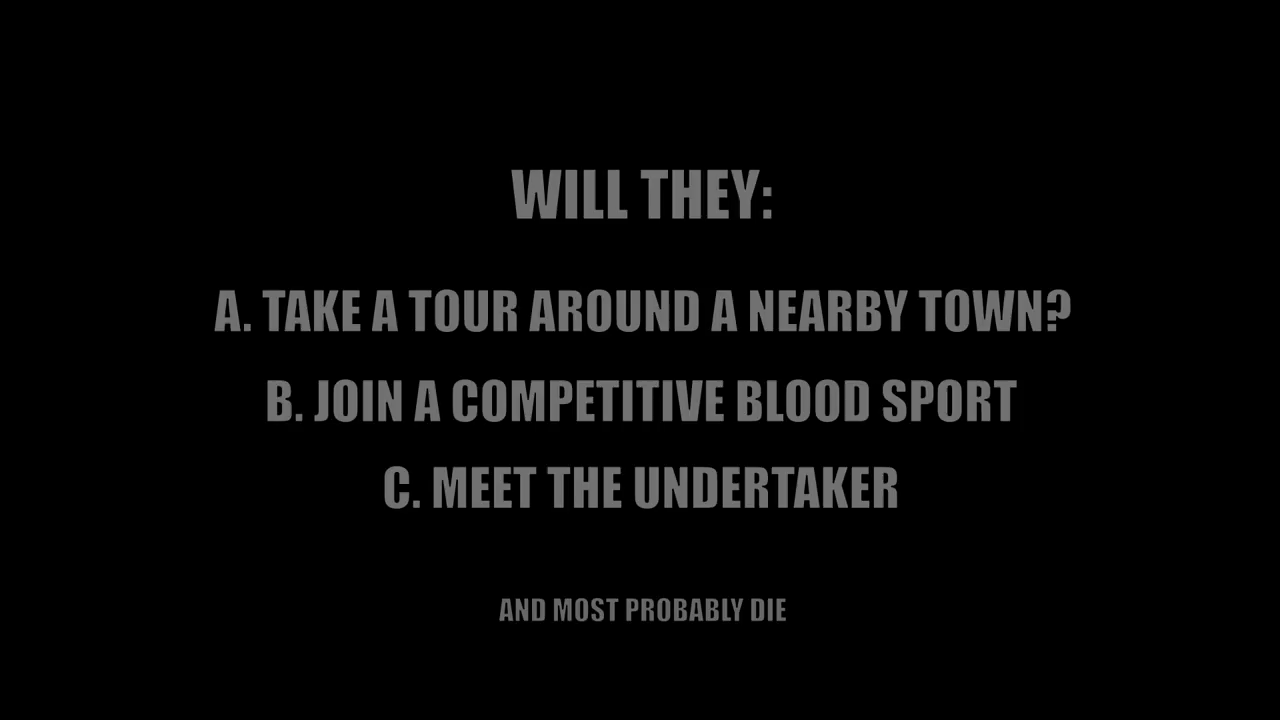 WILL THEY:
A. TAKE A TOUR AROUND A NEARBY TOWN?
B. JOIN A COMPETITIVE BLOOD SPORT
C. MEET THE UNDERTAKER
AND MOST PROBABLY DIE